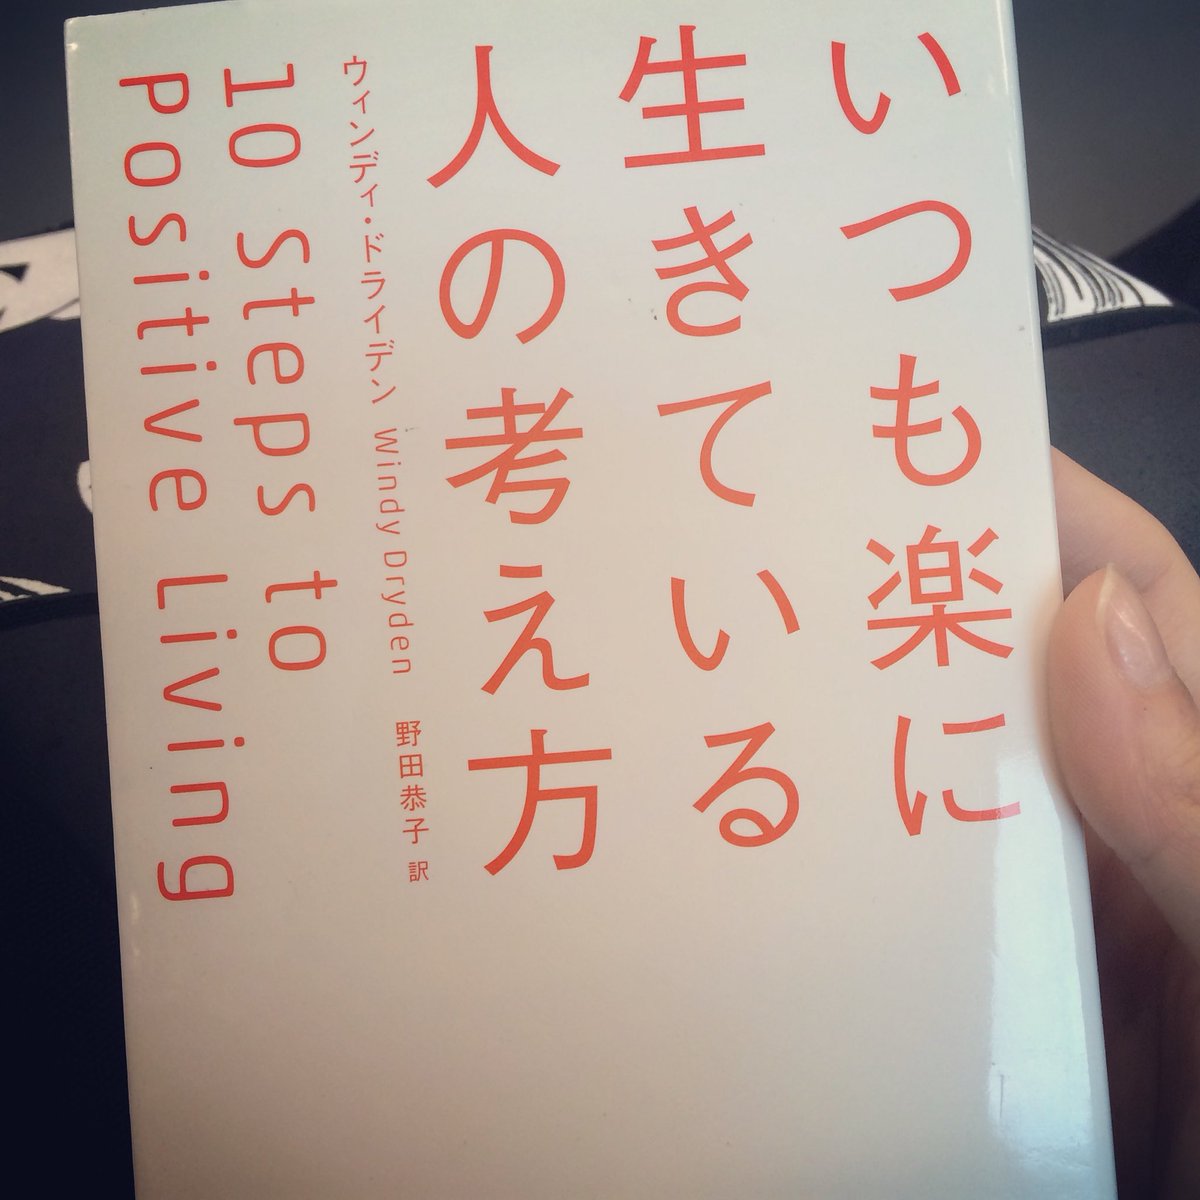 いつも楽に
生きている
人の考え方
ウィンディ・ドライデン Windy Dryden 野田恭子 訳
10 Steps to
Positive Living